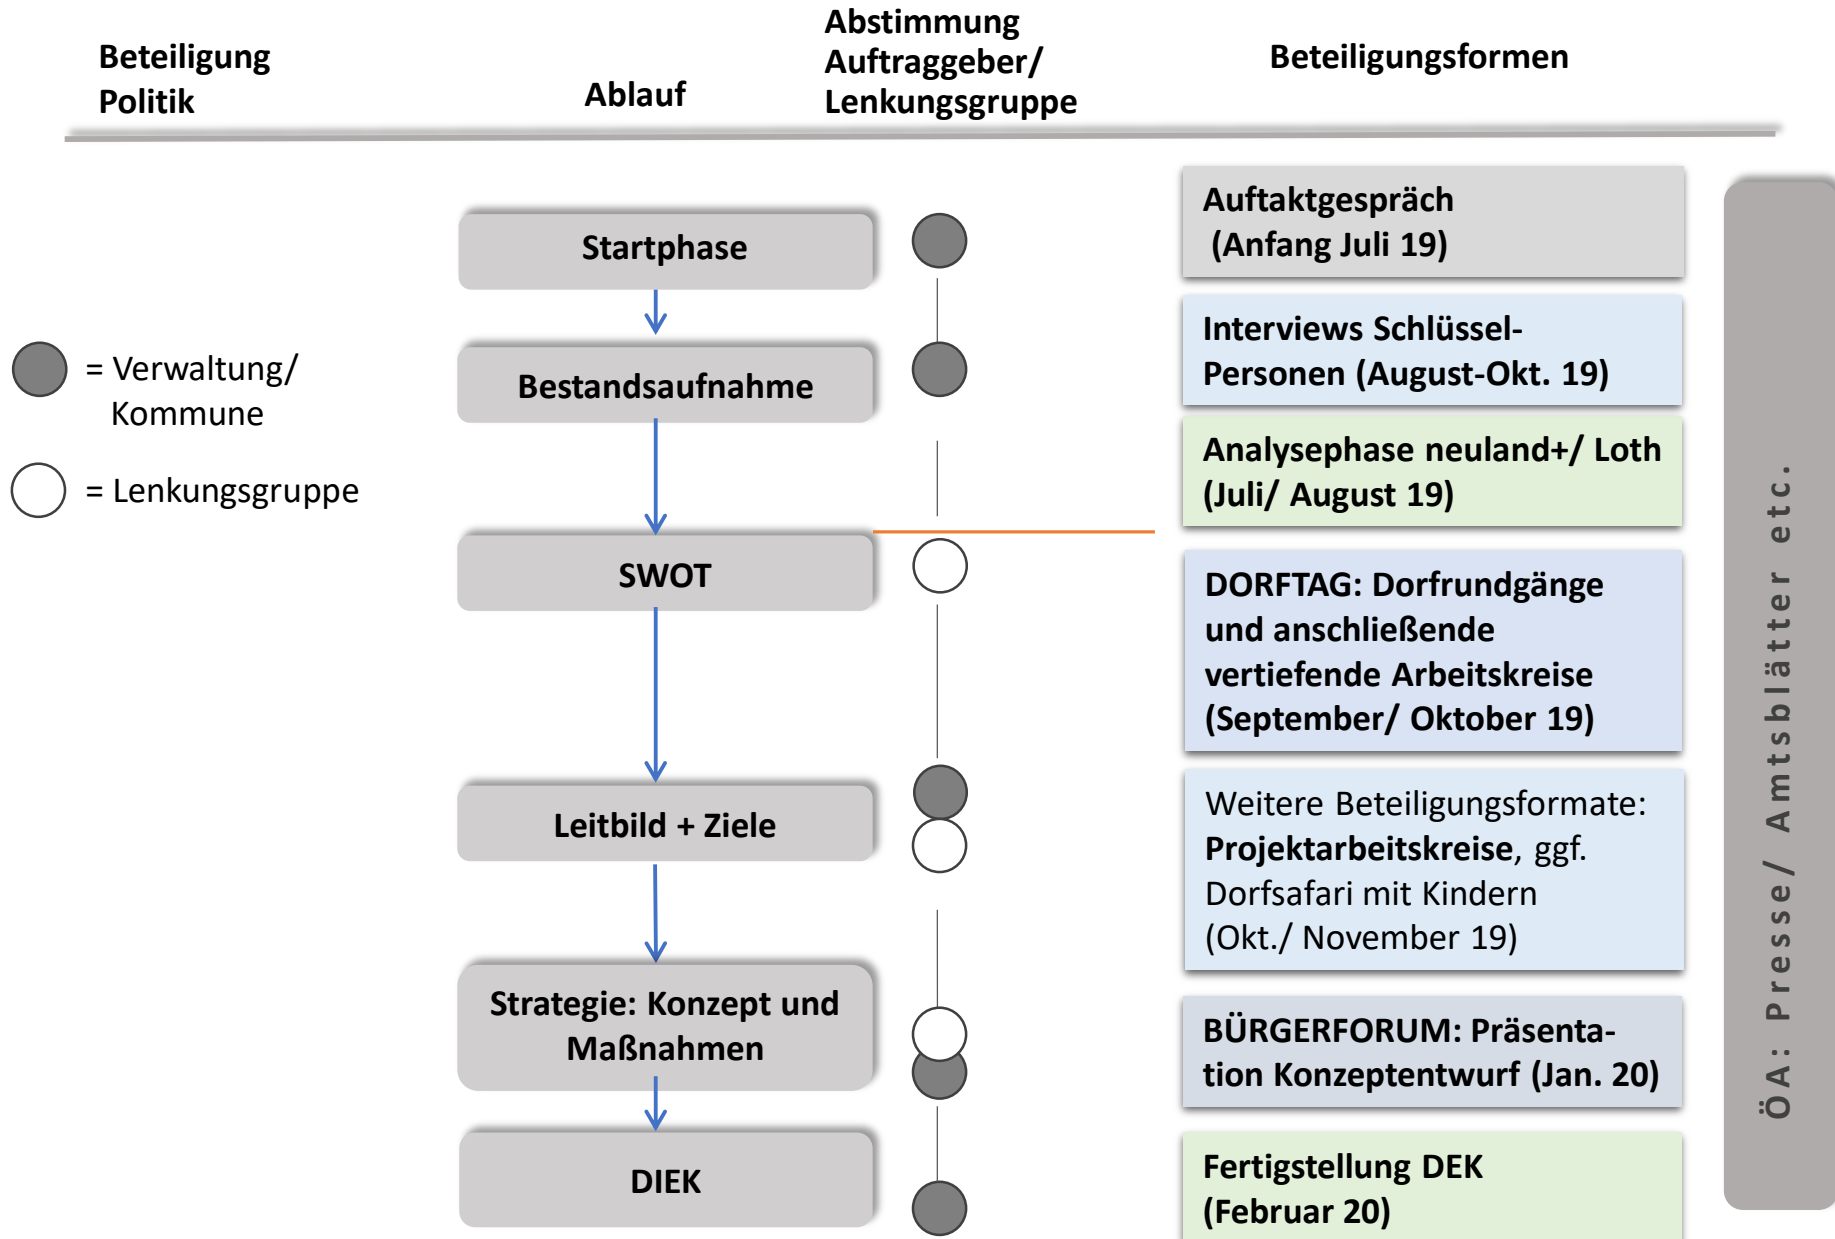 Beteiligung
Politik
Ablauf
Abstimmung
Auftraggeber/
Lenkungsgruppe
Beteiligungsformen
= Verwaltung/
Kommune
= Lenkungsgruppe
Startphase
Bestandsaufnahme
SWOT
Leitbild + Ziele
Strategie: Konzept und
Maßnahmen
DIEK
Auftaktgespräch
(Anfang Juli 19)
Interviews Schlüssel-
Personen (August-Okt. 19)
Analysephase neuland+/ Loth
(Juli/ August 19)
DORFTAG: Dorfrundgänge
und anschließende
vertiefende Arbeitskreise
(September/ Oktober 19)
Weitere Beteiligungsformate:
Projektarbeitskreise, ggf.
Dorfsafari mit Kindern
(Okt./ November 19)
BÜRGERFORUM: Präsenta-
tion Konzeptentwurf (Jan. 20)
Fertigstellung DEK
(Februar 20)
ÖA: Presse/ Amtsblätter etc.